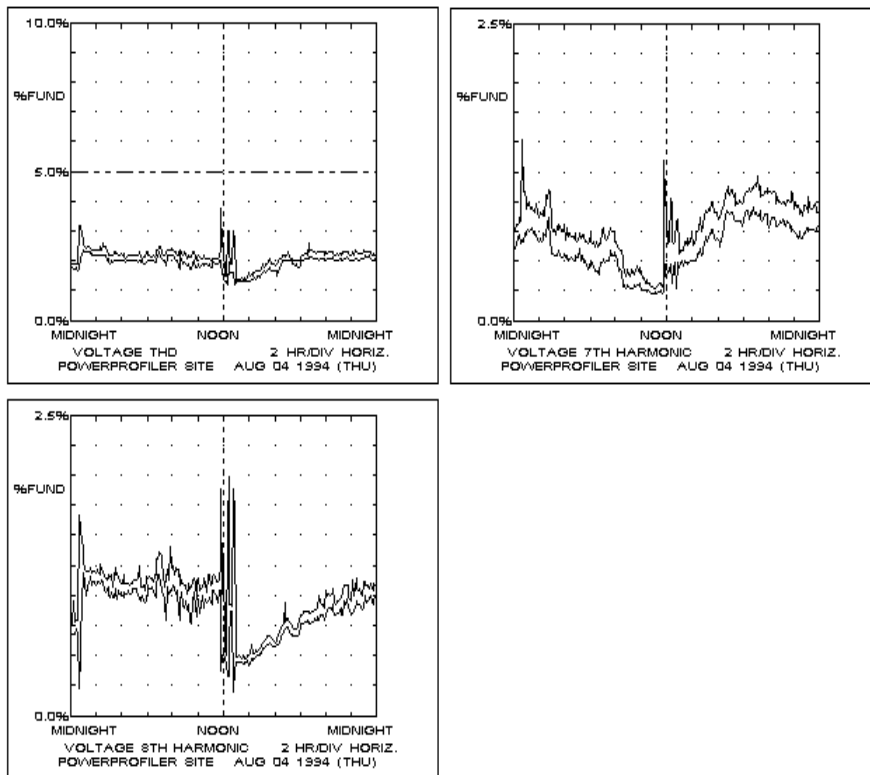 10.0%
%FUND
5.0%
0.0%
MIDNIGHT NOON MIDNIGHT
VOLTAGE THD 2 HR/DIV HORIZ.
POWERPROFILER SITE AUG 04 1994 (THU)
2.5%
%FUND
0.0%
MIDNIGHT NOON MIDNIGHT
VOLTAGE 7TH HARMONIC 2 HR/DIV HORIZ.
POWERPROFILER SITE AUG 04 1994 (THU)
2.5%
%FUND
0.0%
MIDNIGHT NOON MIDNIGHT
VOLTAGE 8TH HARMONIC 2 HR/DIV HORIZ.
POWERPROFILER SITE AUG 04 1994 (THU)